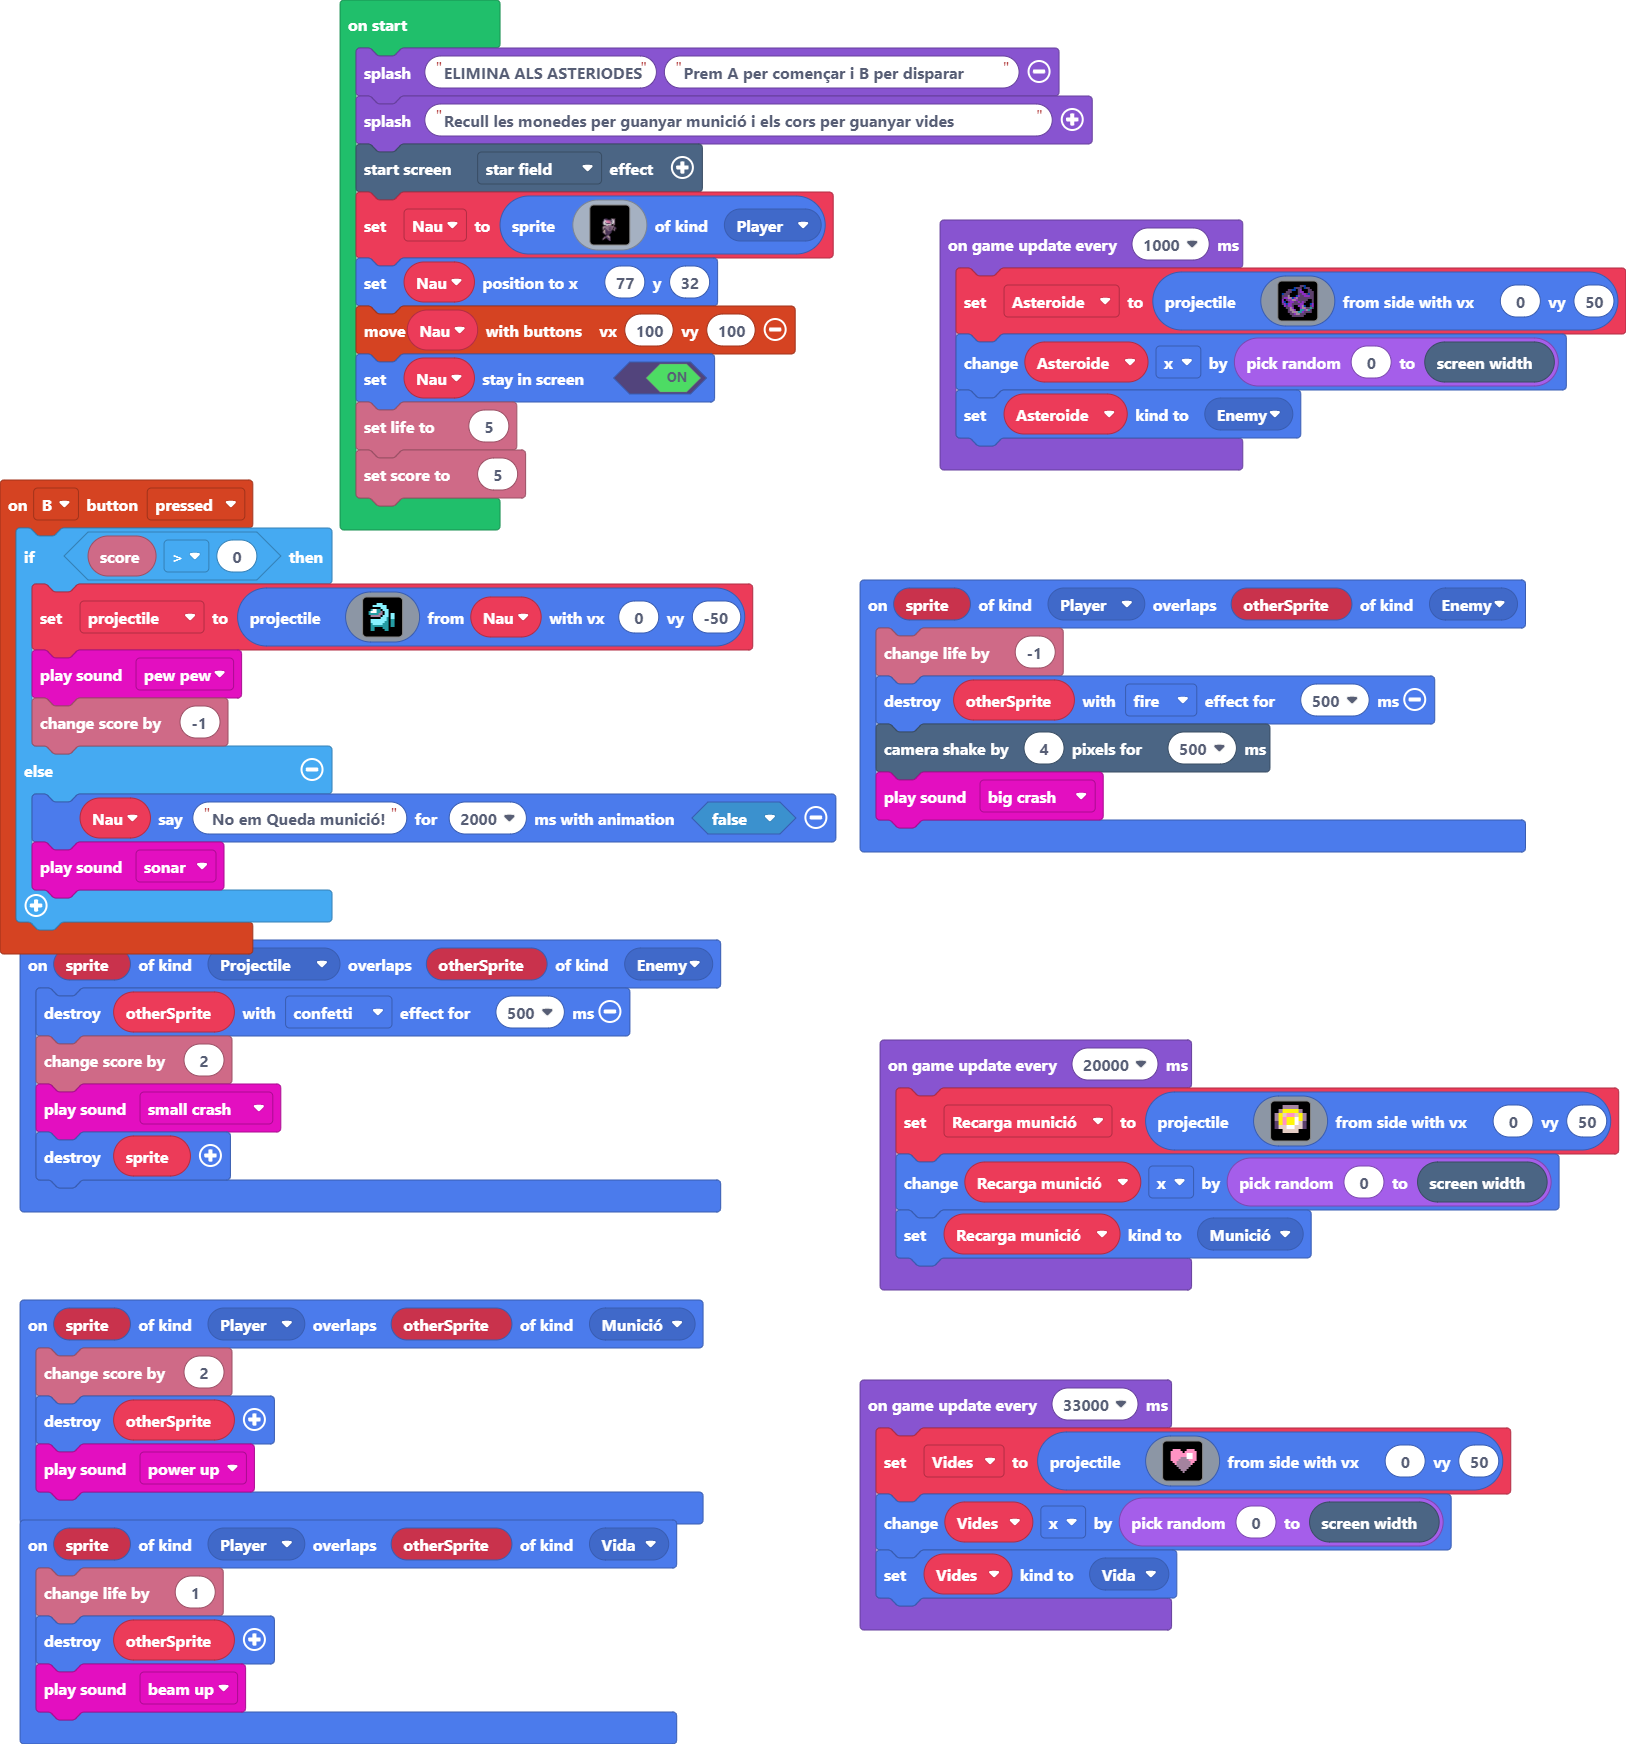 on start
splash "ELIMINA ALS ASTERIODES" "Prem A per començar i B per disparar"
splash "Recull les monedes per guanyar munició i els cors per guanyar vides"
start screen star field effect
set Nau to sprite of kind Player
set Nau position to x 77 y 32
move Nau with buttons vx 100 vy 100
set Nau stay in screen ON
set life to 5
set score to 5
on game update every 1000 ms
set Asteroide to projectile from side with vx 0 vy 50
change Asteroide x by pick random 0 to screen width
set Asteroide kind to Enemy
on B button pressed
if score > 0 then
set projectile to projectile from Nau with vx 0 vy -50
play sound pew pew
change score by -1
else
Nau say "No em Queda munició!" for 2000 ms with animation false
play sound sonar
on sprite of kind Player overlaps otherSprite of kind Enemy
change life by -1
destroy otherSprite with fire effect for 500 ms
camera shake by 4 pixels for 500 ms
play sound big crash
on sprite of kind Projectile overlaps otherSprite of kind Enemy
destroy otherSprite with confetti effect for 500 ms
change score by 2
play sound small crash
destroy sprite
on game update every 20000 ms
set Recarga munició to projectile from side with vx 0 vy 50
change Recarga munició x by pick random 0 to screen width
set Recarga munició kind to Munició
on sprite of kind Player overlaps otherSprite of kind Munició
change score by 2
destroy otherSprite
play sound power up
on game update every 33000 ms
set Vides to projectile from side with vx 0 vy 50
change Vides x by pick random 0 to screen width
set Vides kind to Vida
on sprite of kind Player overlaps otherSprite of kind Vida
change life by 1
destroy otherSprite
play sound beam up